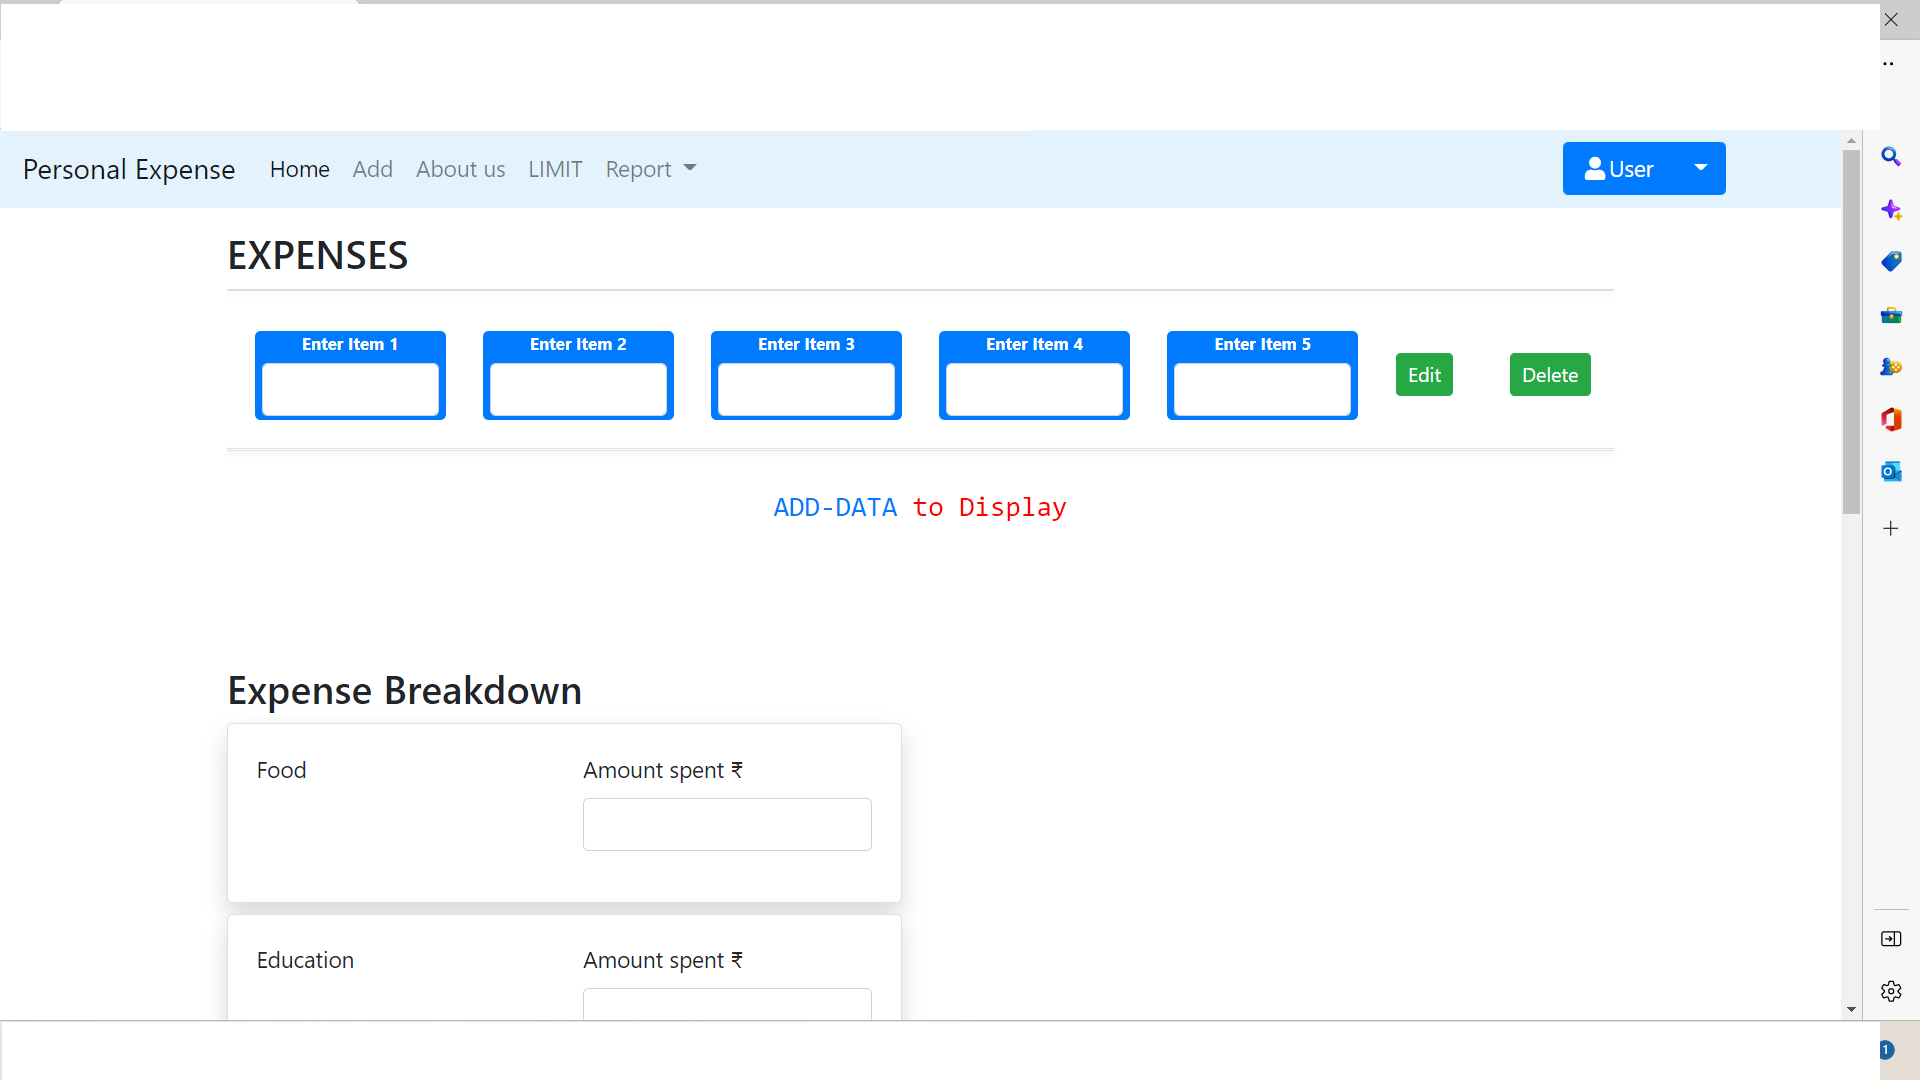 Personal Expense Home Add About us LIMIT Report User
EXPENSES
Enter Item 1 Enter Item 2 Enter Item 3 Enter Item 4 Enter Item 5 Edit Delete
ADD-DATA to Display
Expense Breakdown
Food Amount spent ₹
Education Amount spent ₹
1